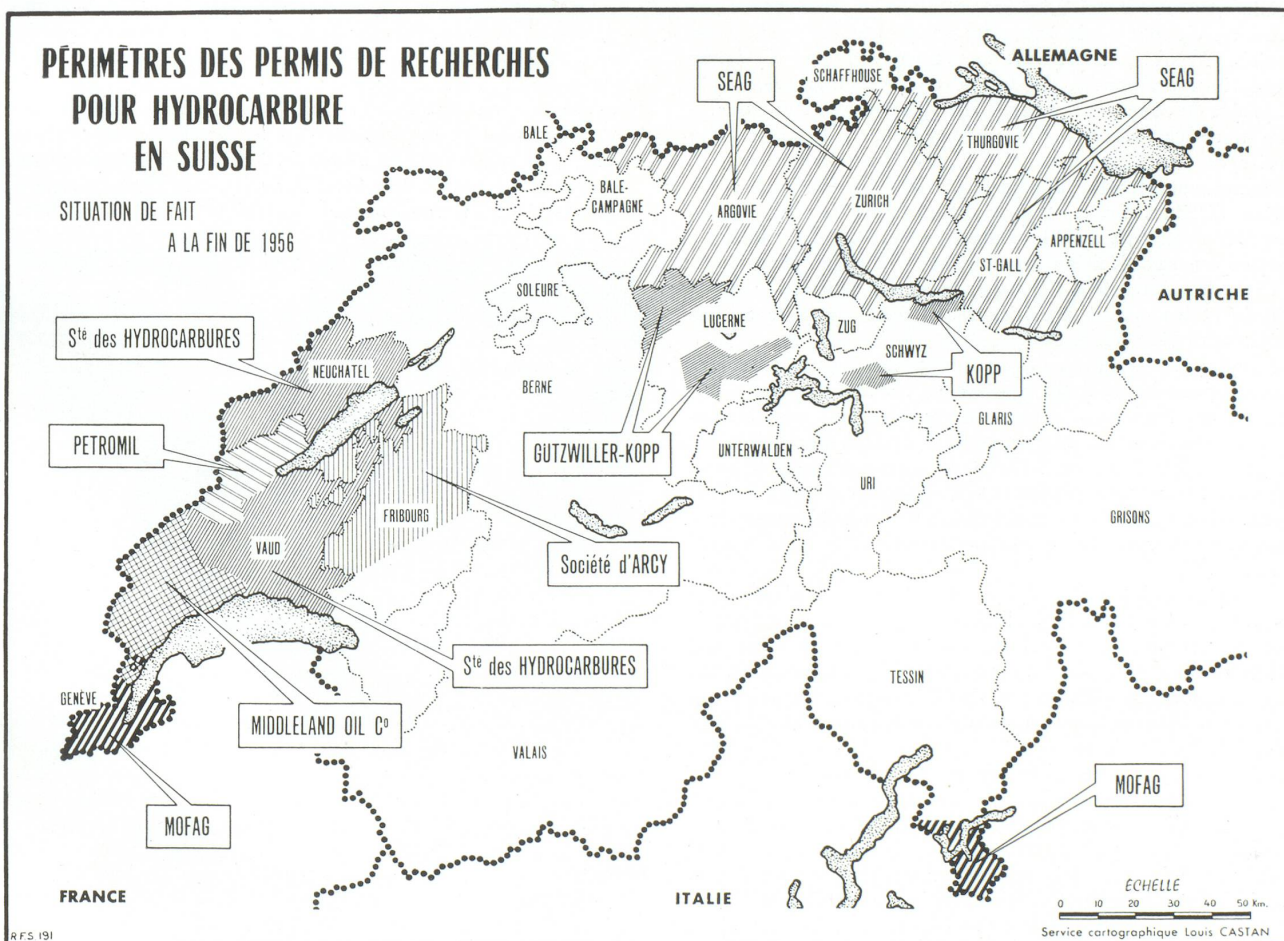 PÉRIMÈTRES DES PERMIS DE RECHERCHES
POUR HYDROCARBURE
EN SUISSE
SITUATION DE FAIT
A LA FIN DE 1956
ALLEMAGNE
SCHAFFHOUSE
SEAG
SEAG
BALE
THURGOVIE
BALE-
CAMPAGNE
ARGOVIE
ZURICH
APPENZELL
ST-GALL
SOLEURE
AUTRICHE
LUCERNE
ZUG
Sté des HYDROCARBURES
SCHWYZ
NEUCHATEL
KOPP
BERNE
GLARIS
PETROMIL
GUTZWILLER-KOPP
UNTERWALDEN
URI
FRIBOURG
GRISONS
VAUD
Société d'ARCY
Sté des HYDROCARBURES
TESSIN
GENÈVE
MIDDLELAND OIL Co
VALAIS
MOFAG
MOFAG
FRANCE
ITALIE
ÉCHELLE
0 10 20 30 40 50 Km.
Service cartographique Louis CASTAN
R.F.S 191